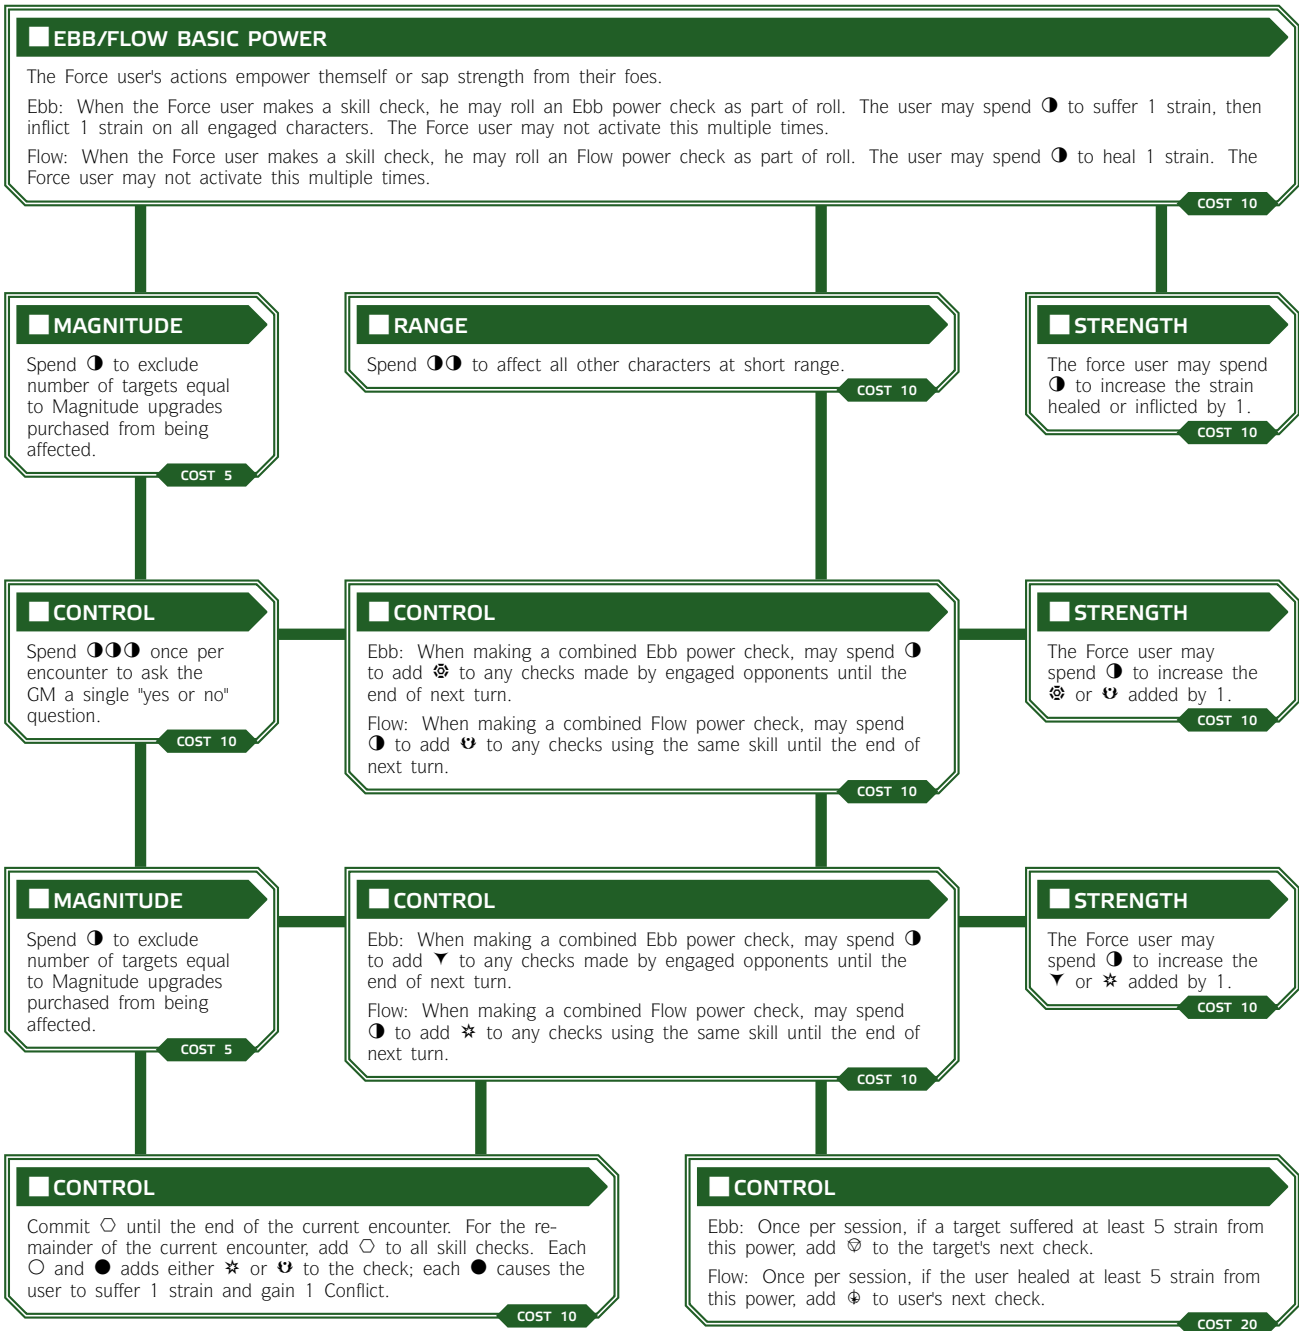 EBB/FLOW BASIC POWER
The Force user's actions empower themself or sap strength from their foes.
Ebb: When the Force user makes a skill check, he may roll an Ebb power check as part of roll. The user may spend ◑ to suffer 1 strain, then
inflict 1 strain on all engaged characters. The Force user may not activate this multiple times.
Flow: When the Force user makes a skill check, he may roll an Flow power check as part of roll. The user may spend ◑ to heal 1 strain. The
Force user may not activate this multiple times.
COST 10
MAGNITUDE
Spend ◑ to exclude
number of targets equal
to Magnitude upgrades
purchased from being
affected.
COST 5
RANGE
Spend ◑◑ to affect all other characters at short range.
COST 10
STRENGTH
The force user may spend
◑ to increase the strain
healed or inflicted by 1.
COST 10
CONTROL
Spend ◑◑◑ once per
encounter to ask the
GM a single "yes or no"
question.
COST 10
CONTROL
Ebb: When making a combined Ebb power check, may spend ◑
to add to any checks made by engaged opponents until the
end of next turn.
Flow: When making a combined Flow power check, may spend
◑ to add to any checks using the same skill until the end of
next turn.
COST 10
STRENGTH
The Force user may
spend ◑ to increase the
or added by 1.
COST 10
MAGNITUDE
Spend ◑ to exclude
number of targets equal
to Magnitude upgrades
purchased from being
affected.
COST 5
CONTROL
Ebb: When making a combined Ebb power check, may spend ◑
to add to any checks made by engaged opponents until the
end of next turn.
Flow: When making a combined Flow power check, may spend
◑ to add to any checks using the same skill until the end of
next turn.
COST 10
STRENGTH
The Force user may
spend ◑ to increase the
or added by 1.
COST 10
CONTROL
Commit ⬡ until the end of the current encounter. For the re-
mainder of the current encounter, add ⬡ to all skill checks. Each
○ and ● adds either or to the check; each ● causes the
user to suffer 1 strain and gain 1 Conflict.
COST 10
CONTROL
Ebb: Once per session, if a target suffered at least 5 strain from
this power, add to the target's next check.
Flow: Once per session, if the user healed at least 5 strain from
this power, add to user's next check.
COST 20